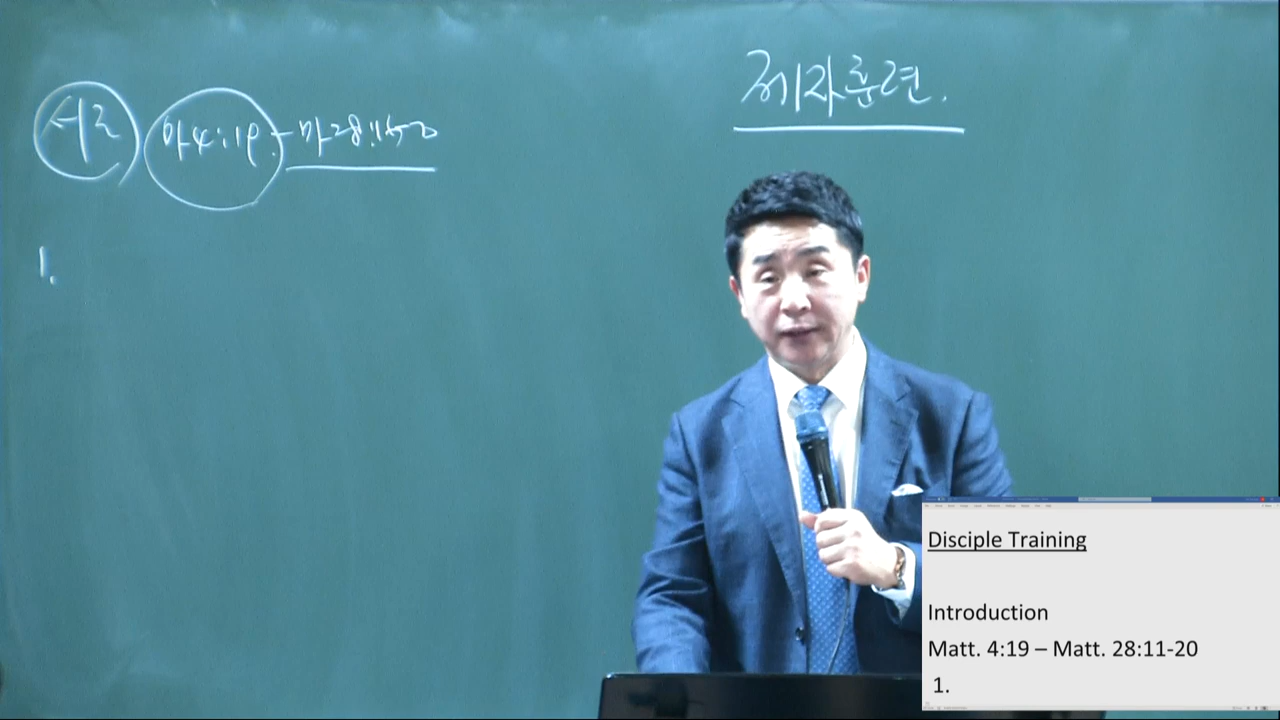 제자훈련.
서론 마4:19 - 마28:11-20
1.
Disciple Training
Introduction
Matt. 4:19 – Matt. 28:11-20
1.